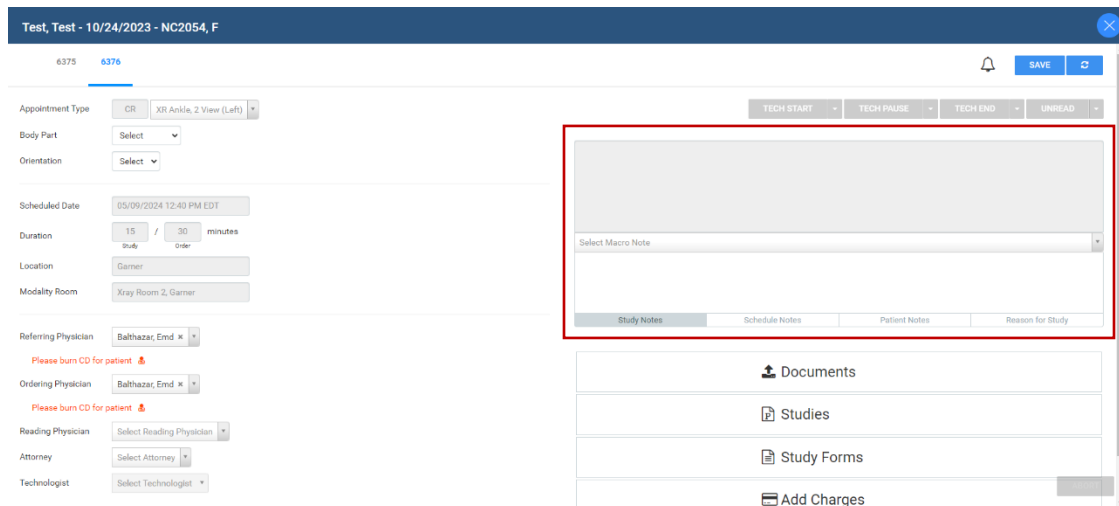 Test, Test - 10/24/2023 - NC2054, F
6375 6376
SAVE
Appointment Type CR XR Ankle, 2 View (Left)
TECH START TECH PAUSE TECH END UNREAD
Body Part Select
Orientation Select
Scheduled Date 05/09/2024 12:40 PM EDT
Duration 15 / 30 minutes
Study Order
Location Garner
Modality Room Xray Room 2, Garner
Select Macro Note
Study Notes Schedule Notes Patient Notes Reason for Study
Referring Physician Balthazar, Emd
Please burn CD for patient
Ordering Physician Balthazar, Emd
Please burn CD for patient
Reading Physician Select Reading Physician
Attorney Select Attorney
Technologist Select Technologist
Documents
Studies
Study Forms
Add Charges